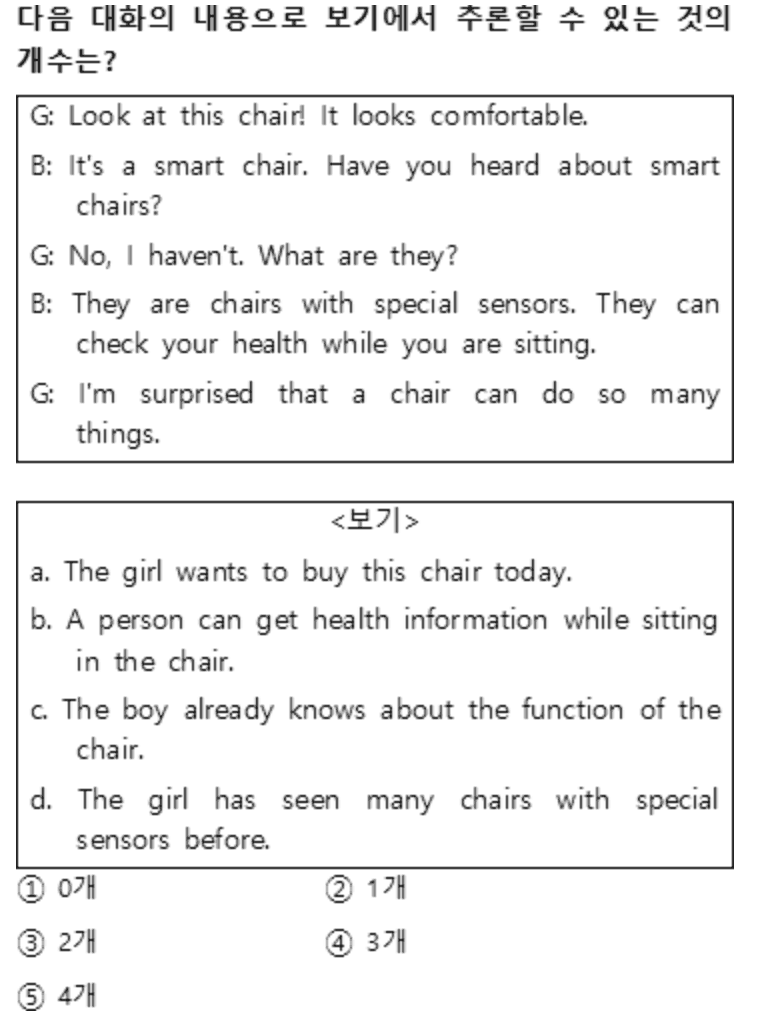 다음 대화의 내용으로 보기에서 추론할 수 있는 것의
개수는?
G: Look at this chair! It looks comfortable.
B: It's a smart chair. Have you heard about smart
chairs?
G: No, I haven't. What are they?
B: They are chairs with special sensors. They can
check your health while you are sitting.
G: I'm surprised that a chair can do so many
things.
<보기>
a. The girl wants to buy this chair today.
b. A person can get health information while sitting
in the chair.
c. The boy already knows about the function of the
chair.
d. The girl has seen many chairs with special
sensors before.
① 0개 ② 1개
③ 2개 ④ 3개
⑤ 4개